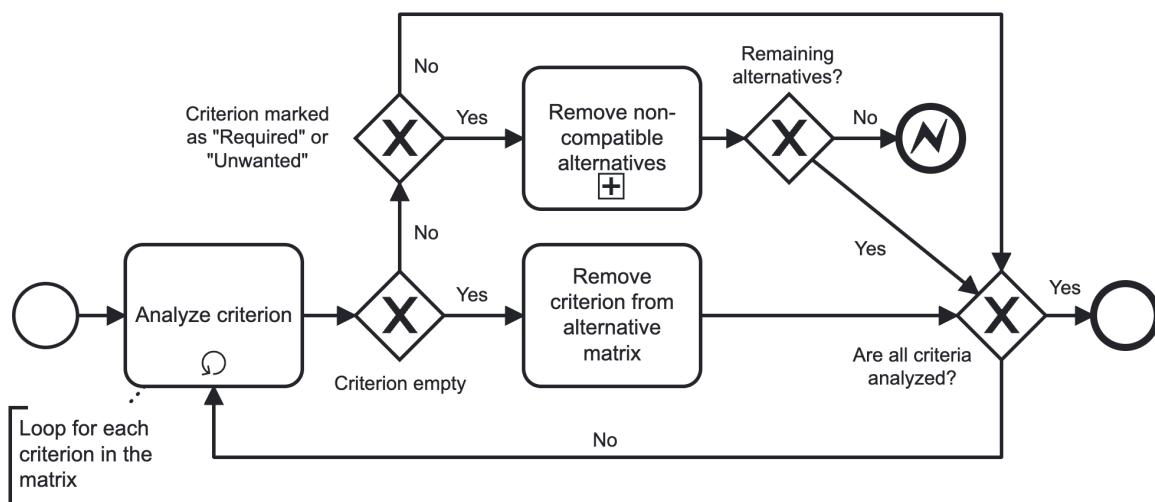 No
Remaining
alternatives?
Criterion marked
as "Required" or
"Unwanted"
Yes
Remove non-
compatible
alternatives
No
No
Yes
Analyze criterion
Yes
Remove
criterion from
alternative
matrix
Yes
Criterion empty
Are all criteria
analyzed?
Loop for each
criterion in the
matrix
No